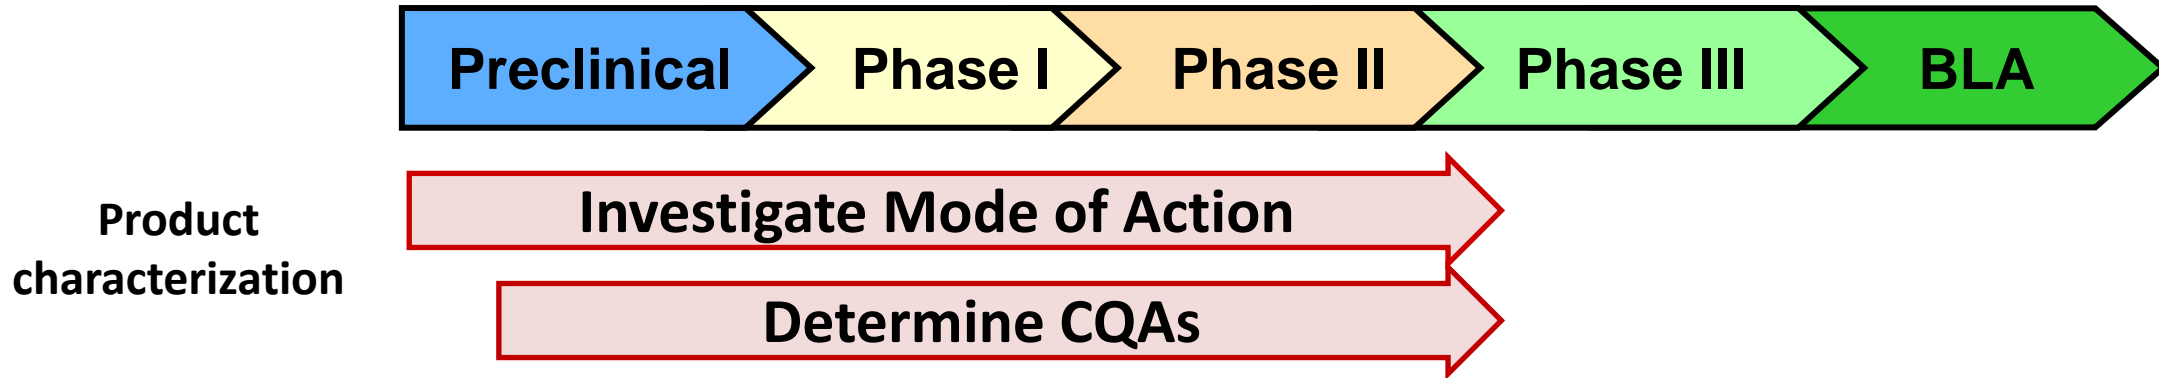 Preclinical
Phase I
Phase II
Phase III
BLA
Investigate Mode of Action
Product
characterization
Determine CQAs